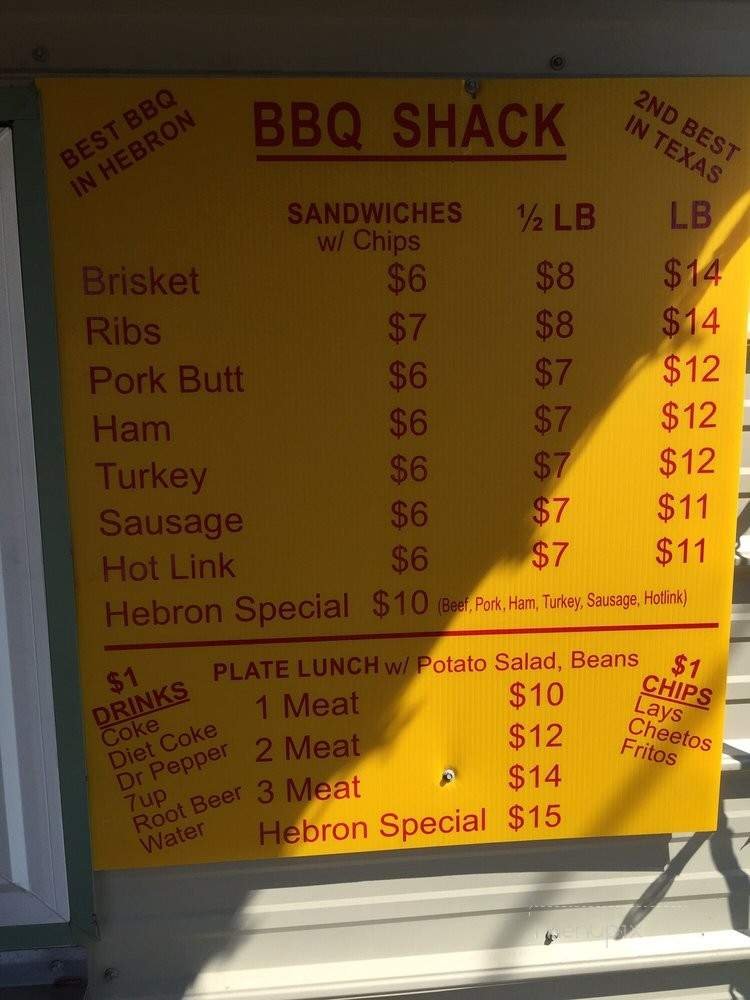 BEST BBQ
IN HEBRON
BBQ SHACK
2ND BEST
IN TEXAS
SANDWICHES ½ LB LB
w/ Chips
Brisket $6 $8 $14
Ribs $7 $8 $14
Pork Butt $6 $7 $12
Ham $6 $7 $12
Turkey $6 $7 $12
Sausage $6 $7 $11
Hot Link $6 $7 $11
Hebron Special $10 (Beef, Pork, Ham, Turkey, Sausage, Hotlink)
$1
DRINKS
Coke
Diet Coke
Dr Pepper
7up
Root Beer
Water
PLATE LUNCH w/ Potato Salad, Beans
1 Meat $10
2 Meat $12
3 Meat $14
Hebron Special $15
$1
CHIPS
Lays
Cheetos
Fritos